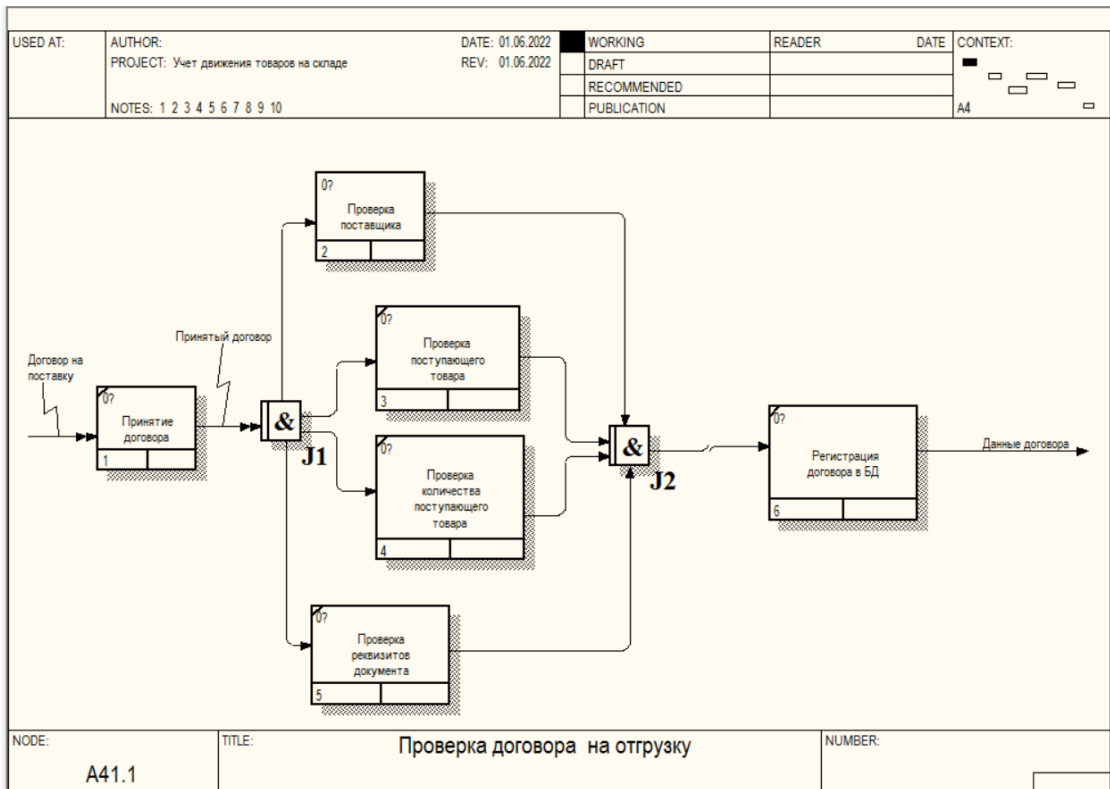 USED AT:
AUTHOR:
DATE: 01.06.2022
PROJECT: Учет движения товаров на складе
REV: 01.06.2022
NOTES: 1 2 3 4 5 6 7 8 9 10
WORKING
DRAFT
RECOMMENDED
PUBLICATION
READER
DATE
CONTEXT:
A4
Договор на
поставку
0?
Принятие
договора
1
Принятый договор
&
J1
0?
Проверка
поставщика
2
0?
Проверка
поступающего
товара
3
0?
Проверка
количества
поступающего
товара
4
0?
Проверка
реквизитов
документа
5
&
J2
0?
Регистрация
договора в БД
6
Данные договора
NODE:
A41.1
TITLE:
Проверка договора на отгрузку
NUMBER: